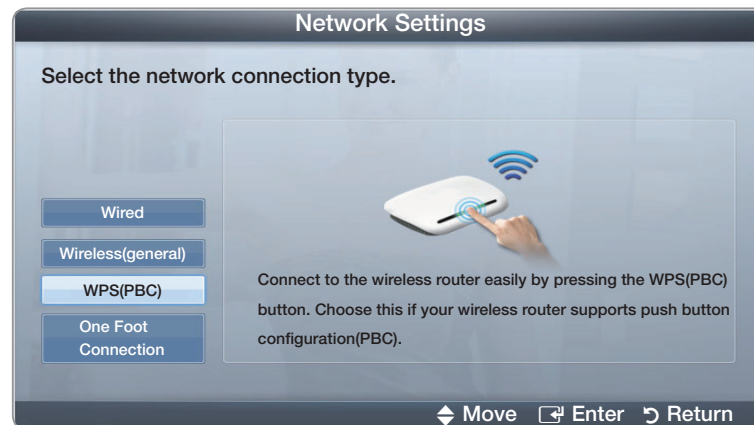 Network Settings
Select the network connection type.
Wired
Wireless(general)
WPS(PBC)
One Foot
Connection
Connect to the wireless router easily by pressing the WPS(PBC)
button. Choose this if your wireless router supports push button
configuration(PBC).
Move Enter Return